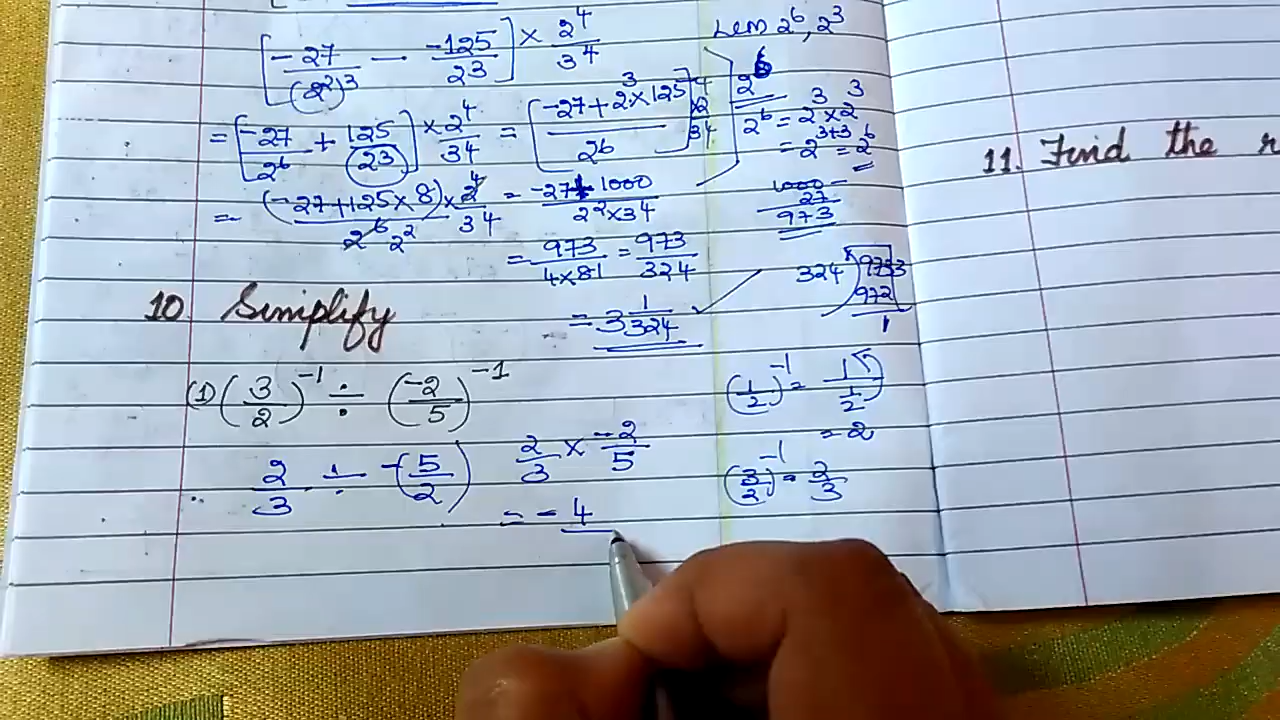 [-27/(2²)³ - -125/2³] × 2⁴/3⁴
Lcm 2⁶, 2³
= [-27/2⁶ + 125/2³] × 2⁴/3⁴ = [-27+2³×125/2⁶] ×2⁴/3⁴
2⁶
2⁶ = 2³×2³
= 2³⁺³ = 2⁶
= (-27+125×8)/2⁶ 2² × 2⁴/3⁴ = -27+1000/2²×3⁴
1000 -
27
973
= 973/4×81 = 973/324
= 3 1/324
324 973
972
1
10. Simplify
(1) (3/2)⁻¹ ÷ (-2/5)⁻¹
(1/2)⁻¹ = 1/(1/2)
= 2
2/3 ÷ -(5/2)
2/3 × -2/5
(3/2)⁻¹ = 2/3
= - 4
11. Find the